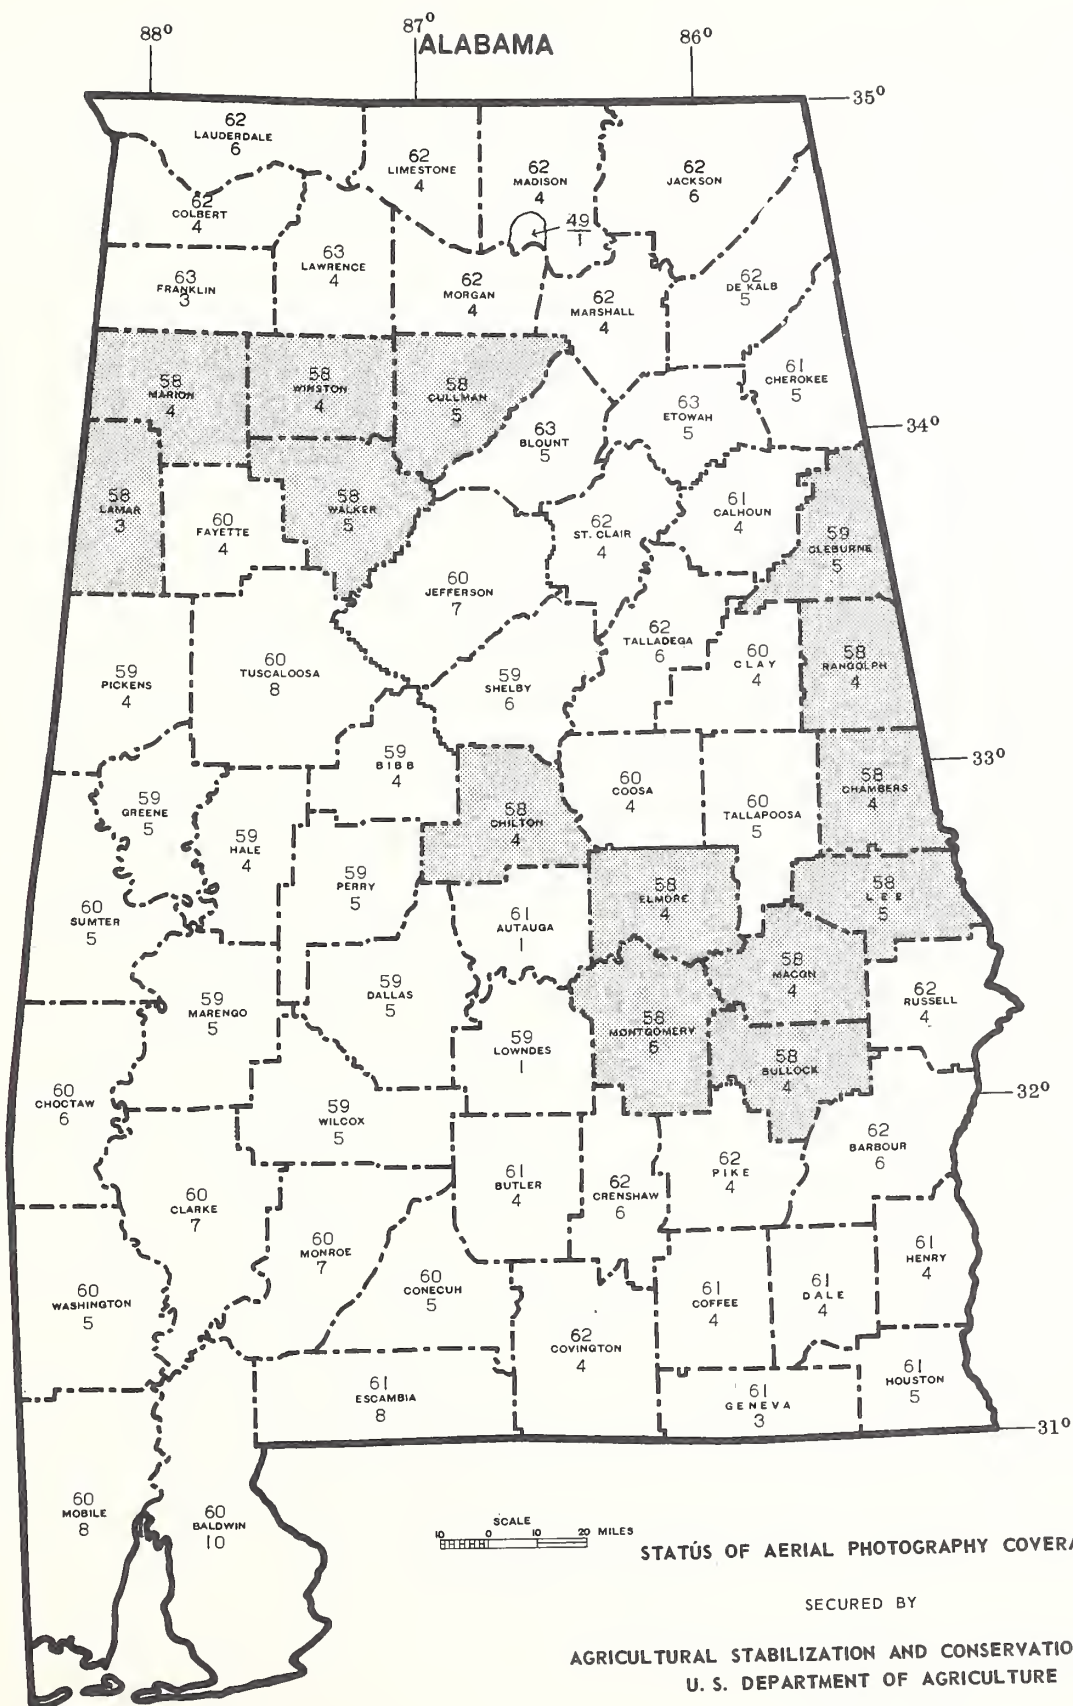 88° 87° 86°
ALABAMA
35°
62
LAUDERDALE
6
62
LIMESTONE
4
62
MADISON
4
62
JACKSON
6
62
COLBERT
4
49
1
63
LAWRENCE
4
63
FRANKLIN
3
62
MORGAN
4
62
MARSHALL
4
62
DE KALB
5
58
MARION
4
58
WINSTON
4
58
CULLMAN
5
61
CHEROKEE
5
63
ETOWAH
5
63
BLOUNT
5
34°
58
LAMAR
3
60
FAYETTE
4
58
WALKER
5
62
ST. CLAIR
4
61
CALHOUN
4
59
CLEBURNE
5
60
JEFFERSON
7
59
PICKENS
4
60
TUSCALOOSA
8
59
SHELBY
6
62
TALLADEGA
6
60
CLAY
4
58
RANDOLPH
4
33°
59
BIBB
4
60
COOSA
4
60
TALLAPOOSA
5
58
CHAMBERS
4
59
GREENE
5
59
HALE
4
58
CHILTON
4
59
PERRY
5
58
ELMORE
4
58
LEE
5
60
SUMTER
5
61
AUTAUGA
1
59
MARENGO
5
59
DALLAS
5
58
MACON
4
62
RUSSELL
4
59
LOWNDES
1
58
MONTGOMERY
6
58
BULLOCK
4
32°
60
CHOCTAW
6
59
WILCOX
5
62
BARBOUR
6
61
BUTLER
4
62
CRENSHAW
6
62
PIKE
4
60
CLARKE
7
60
MONROE
7
61
HENRY
4
60
WASHINGTON
5
60
CONECUH
5
61
COFFEE
4
61
DALE
4
62
COVINGTON
4
61
HOUSTON
5
61
ESCAMBIA
8
61
GENEVA
3
31°
60
MOBILE
8
60
BALDWIN
10
SCALE
10 0 10 20 MILES
STATUS OF AERIAL PHOTOGRAPHY COVERA
SECURED BY
AGRICULTURAL STABILIZATION AND CONSERVATIO
U. S. DEPARTMENT OF AGRICULTURE